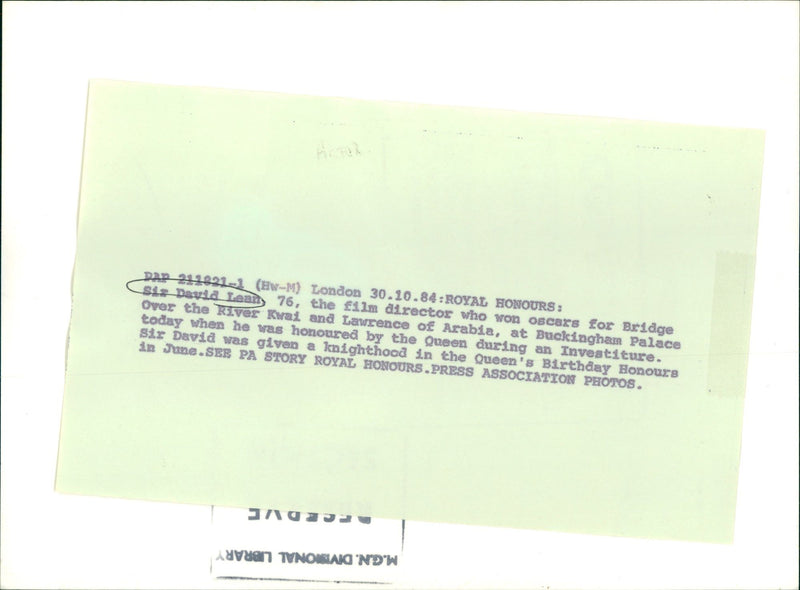 PAP 211821-1 (HW-M) London 30.10.84:ROYAL HONOURS:
Sir David Lean, 76, the film director who won oscars for Bridge
Over the River Kwai and Lawrence of Arabia, at Buckingham Palace
today when he was honoured by the Queen during an Investiture.
Sir David was given a knighthood in the Queen's Birthday Honours
in June.SEE PA STORY ROYAL HONOURS.PRESS ASSOCIATION PHOTOS.
RESERVE
M.G.N. DIVISIONAL LIBRARY